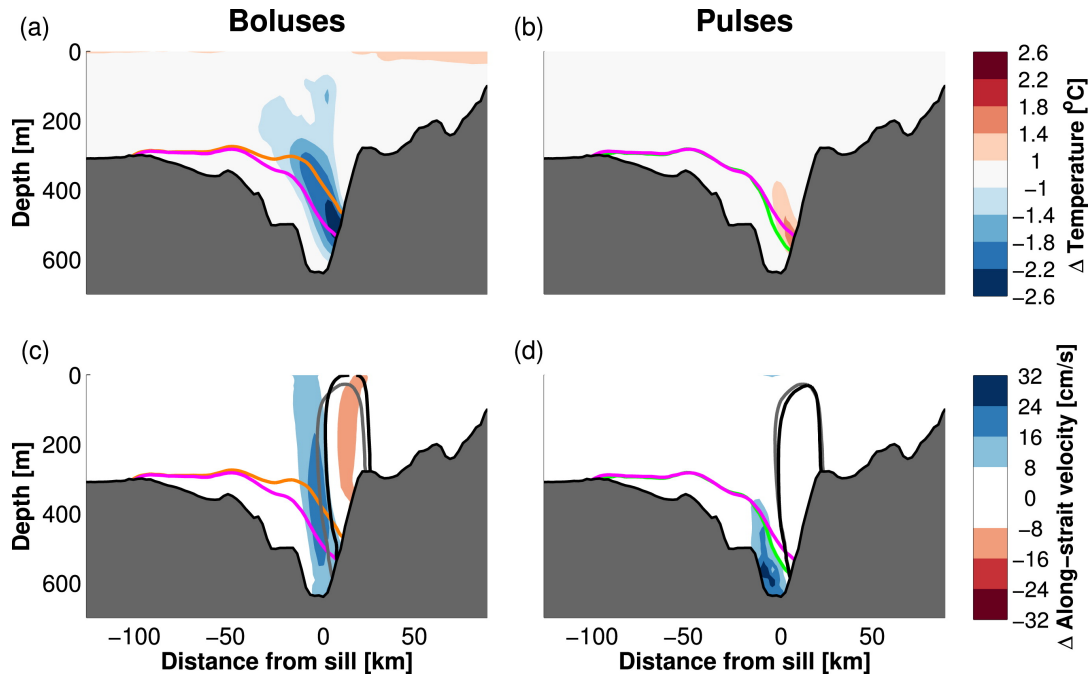 Boluses
Pulses
(a)
(b)
0
200
400
600
Depth [m]
2.6
2.2
1.8
1.4
1
−1
−1.4
−1.8
−2.2
−2.6
Δ Temperature [°C]
(c)
(d)
0
200
400
600
Depth [m]
−100
−50
0
50
Distance from sill [km]
−100
−50
0
50
Distance from sill [km]
32
24
16
8
0
−8
−16
−24
−32
Δ Along−strait velocity [cm/s]